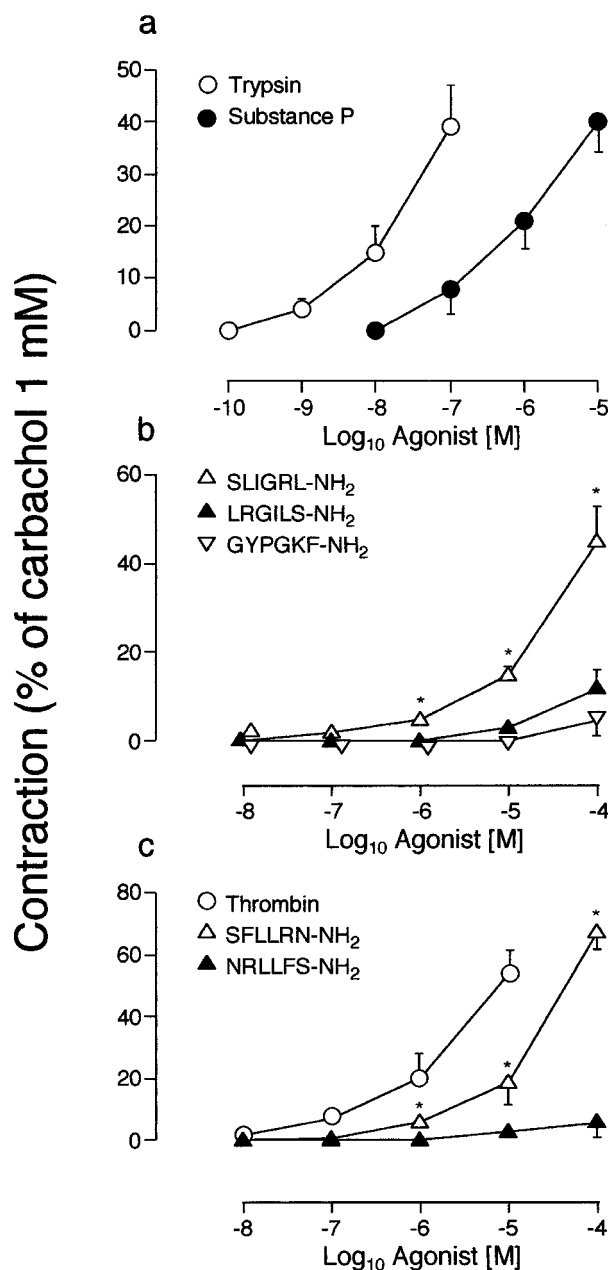 Contraction (% of carbachol 1 mM)
a
50
40
30
20
10
0
Trypsin
Substance P
-10 -9 -8 -7 -6 -5
Log₁₀ Agonist [M]
b
60
40
20
0
SLIGRL-NH₂
LRGILS-NH₂
GYPGKF-NH₂
*
*
*
-8 -7 -6 -5 -4
Log₁₀ Agonist [M]
c
80
60
40
20
0
Thrombin
SFLLRN-NH₂
NRLLFS-NH₂
*
*
*
-8 -7 -6 -5 -4
Log₁₀ Agonist [M]